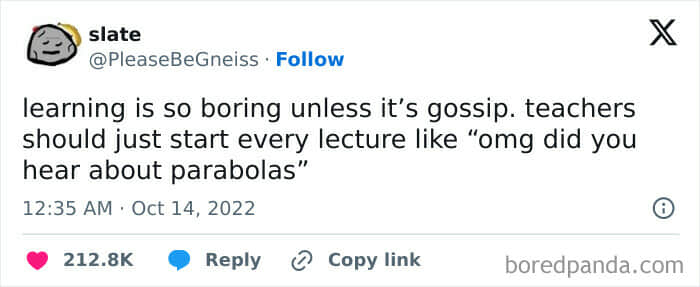 slate
@PleaseBeGneiss · Follow
learning is so boring unless it’s gossip. teachers
should just start every lecture like “omg did you
hear about parabolas”
12:35 AM · Oct 14, 2022
212.8K Reply Copy link
boredpanda.com